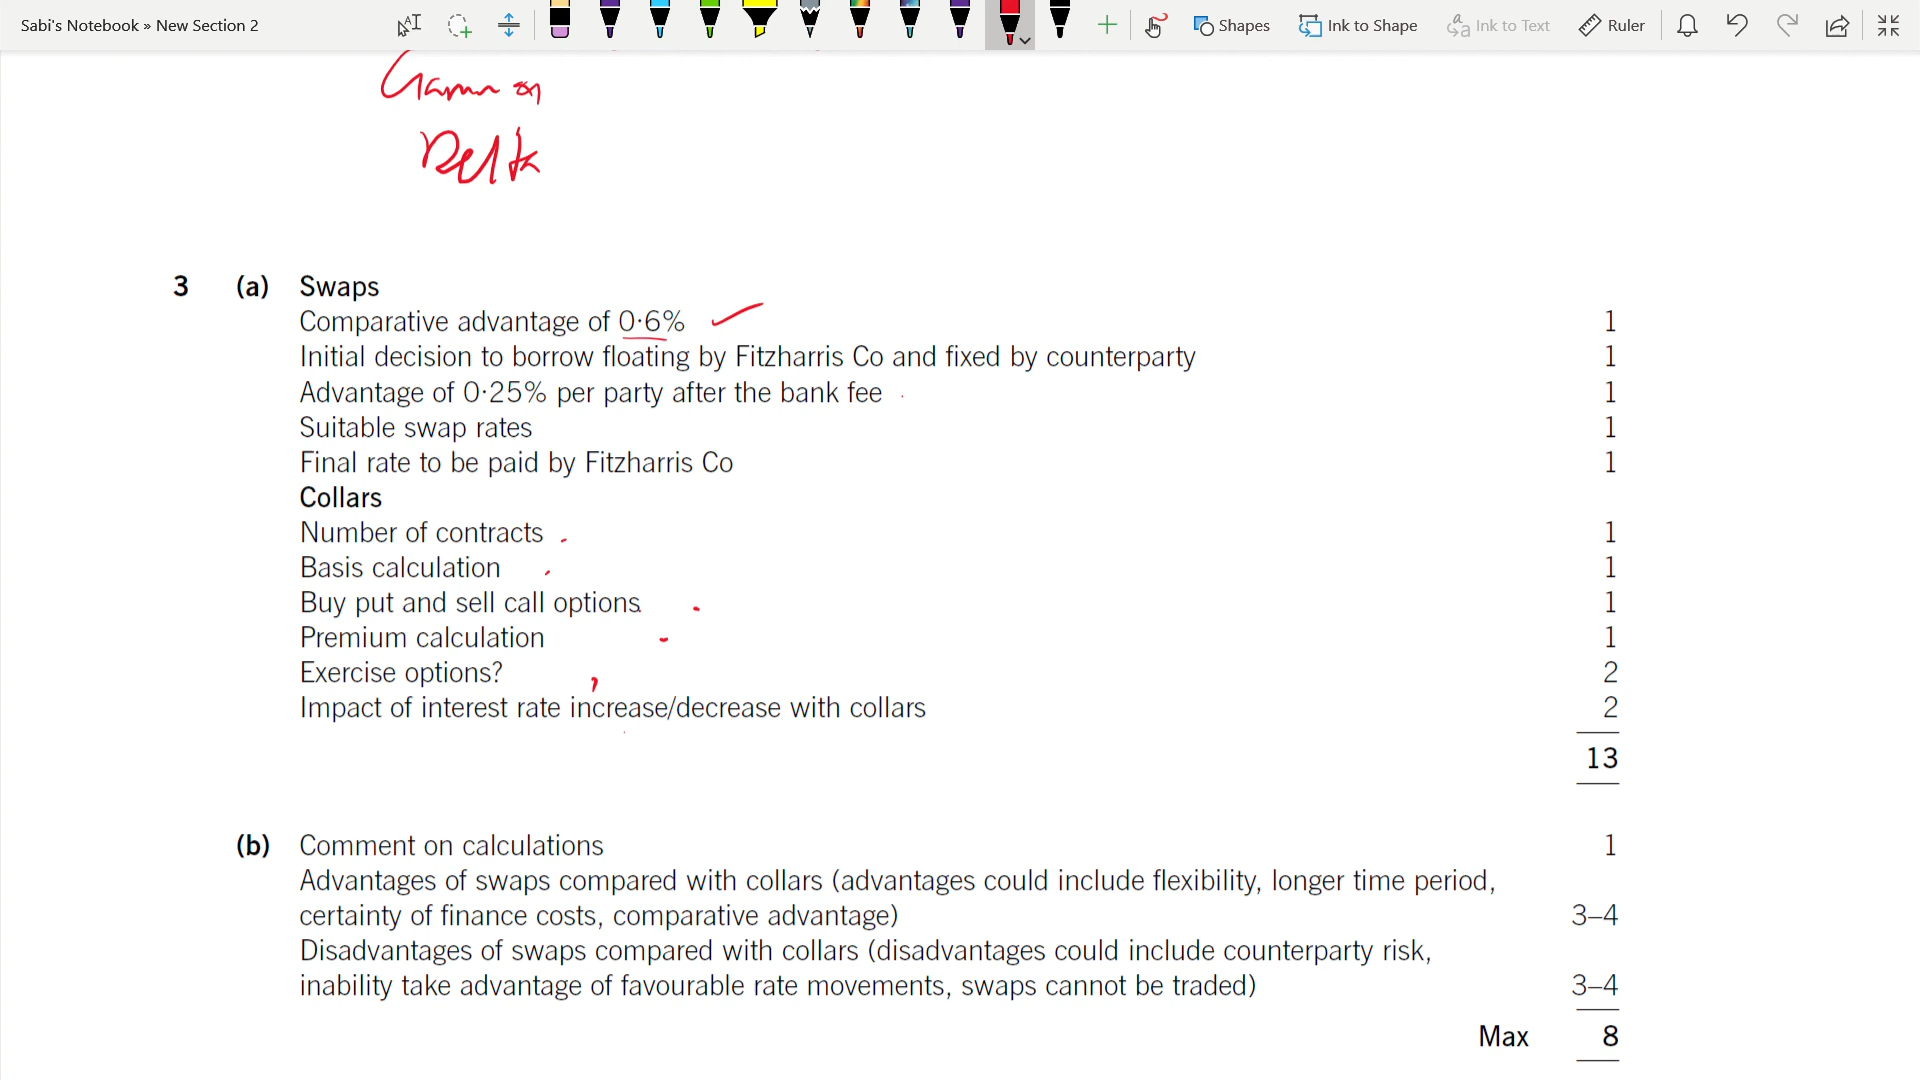 Sabi's Notebook » New Section 2
Shapes
Ink to Shape
Ink to Text
Ruler
Delta
3 (a) Swaps
Comparative advantage of 0·6% 1
Initial decision to borrow floating by Fitzharris Co and fixed by counterparty 1
Advantage of 0·25% per party after the bank fee 1
Suitable swap rates 1
Final rate to be paid by Fitzharris Co 1
Collars
Number of contracts 1
Basis calculation 1
Buy put and sell call options 1
Premium calculation 1
Exercise options? 2
Impact of interest rate increase/decrease with collars 2
13
(b) Comment on calculations 1
Advantages of swaps compared with collars (advantages could include flexibility, longer time period,
certainty of finance costs, comparative advantage) 3–4
Disadvantages of swaps compared with collars (disadvantages could include counterparty risk,
inability take advantage of favourable rate movements, swaps cannot be traded) 3–4
Max 8